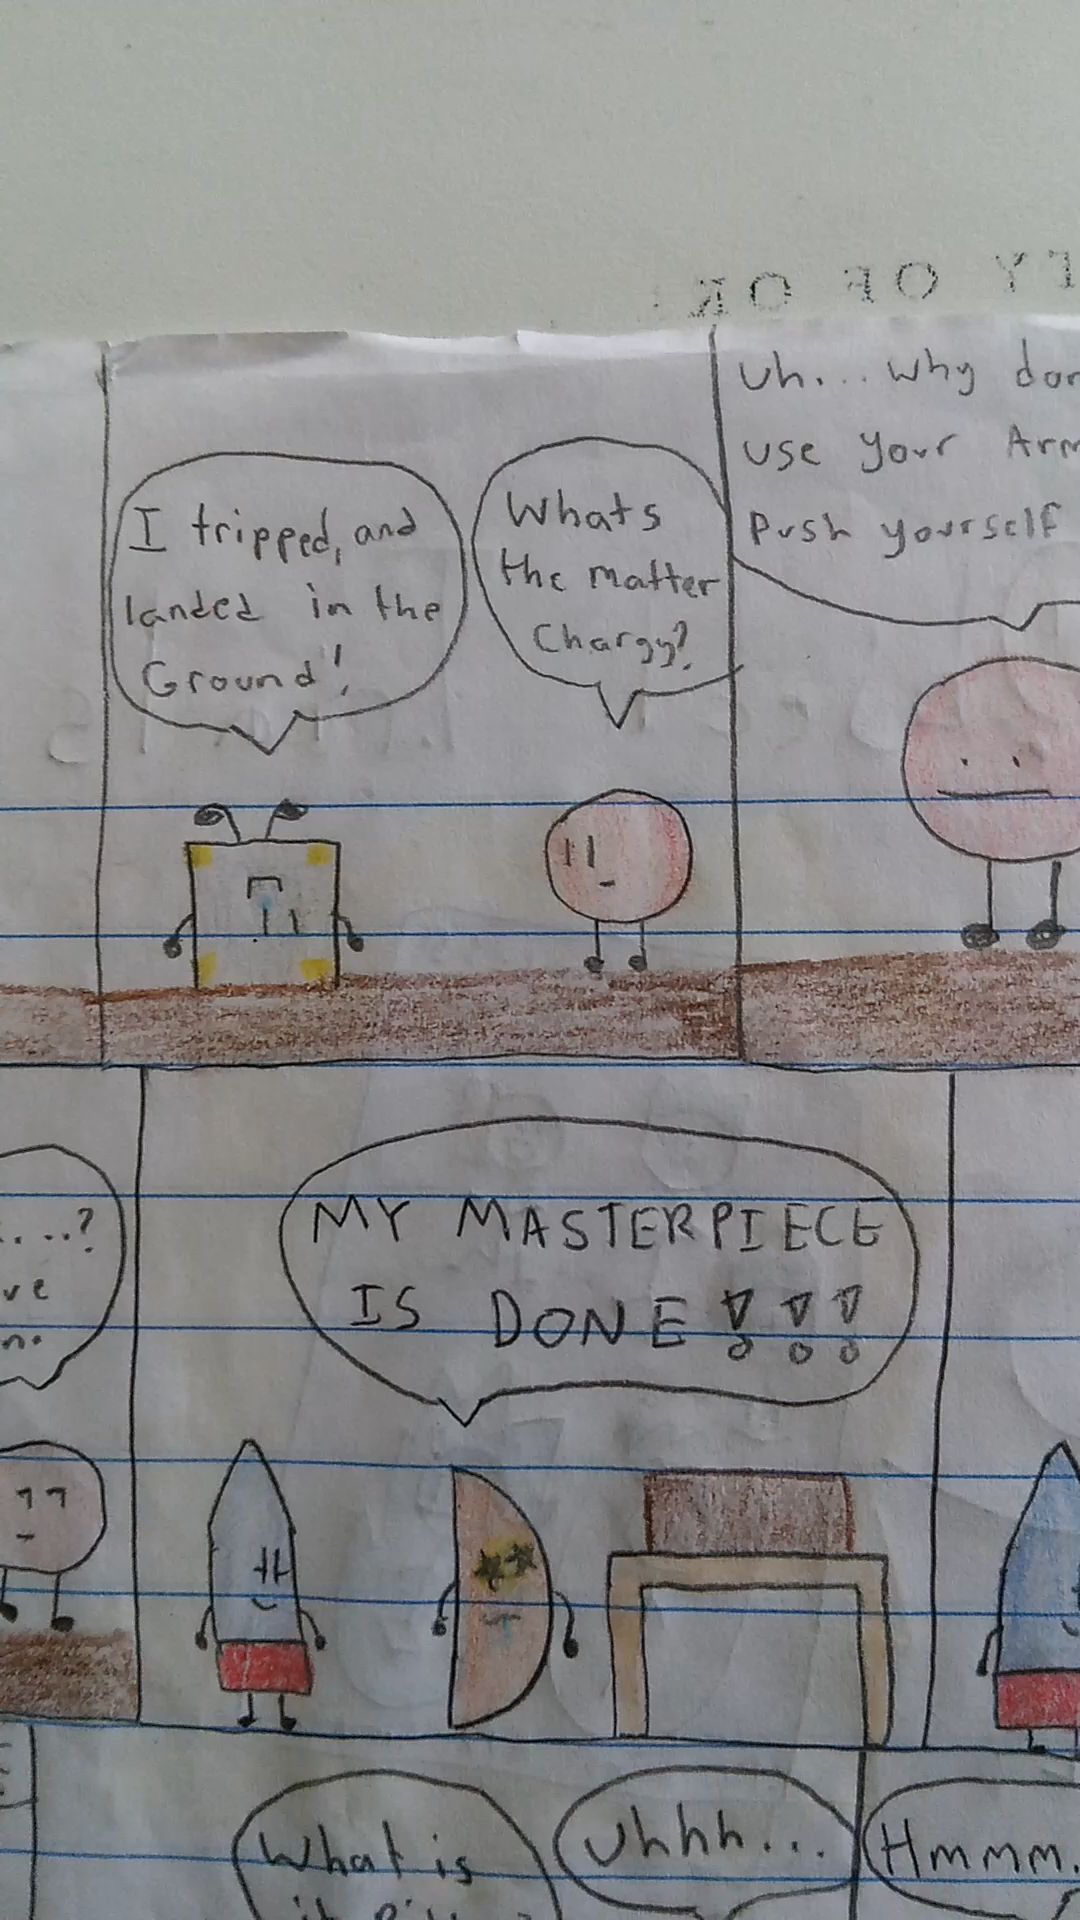 I tripped, and
landed in the
Ground!
Whats
the matter
Chargy?
Uh... why
use your
Push yourself
....?
MY MASTERPIECE
IS DONE!!!
What is
Uhhh...
Hmmm.